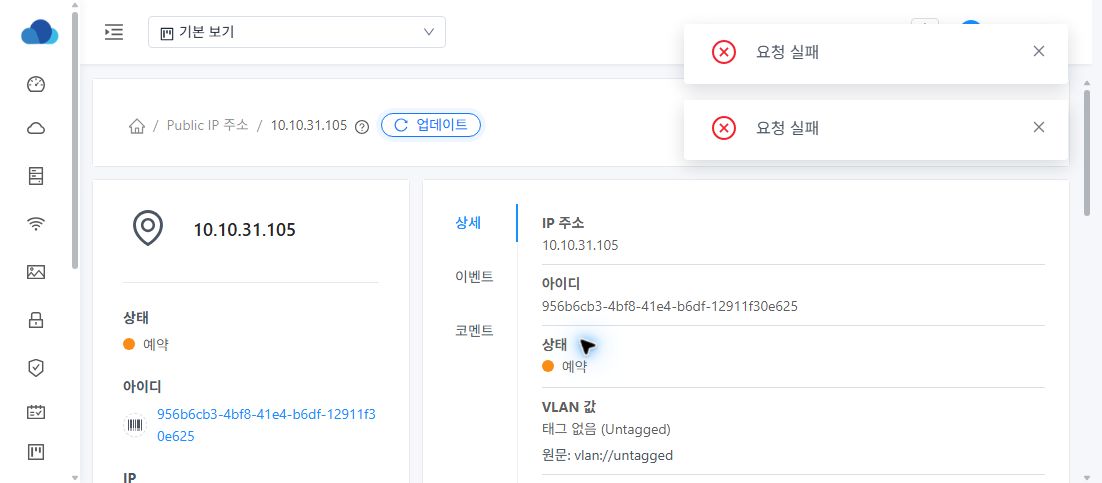 기본 보기
요청 실패
요청 실패
/ Public IP 주소 / 10.10.31.105 업데이트
10.10.31.105
상태
예약
아이디
956b6cb3-4bf8-41e4-b6df-12911f3
0e625
IP
상세
이벤트
코멘트
IP 주소
10.10.31.105
아이디
956b6cb3-4bf8-41e4-b6df-12911f30e625
상태
예약
VLAN 값
태그 없음 (Untagged)
원문: vlan://untagged